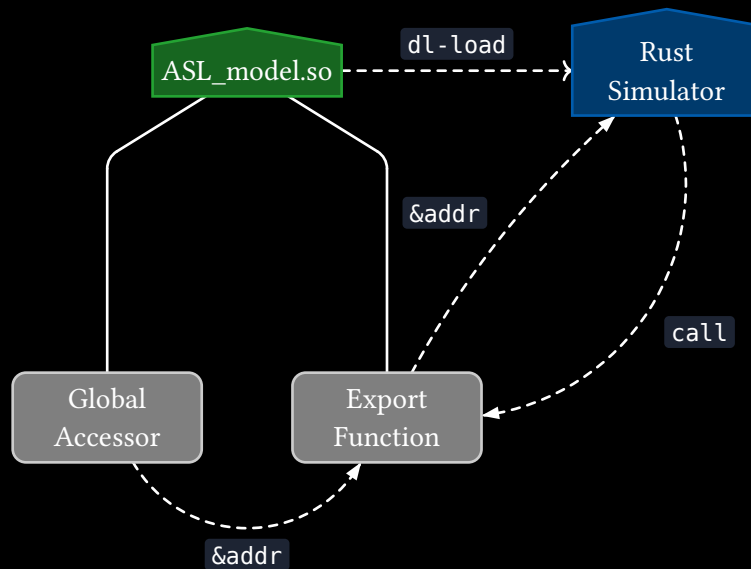 dl-load
ASL_model.so
Rust
Simulator
&addr
call
Global
Accessor
Export
Function
&addr